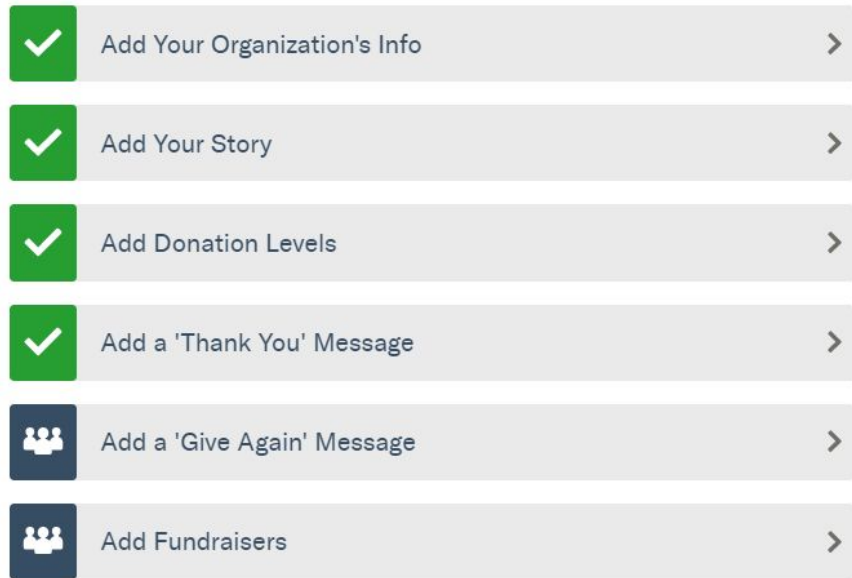 Add Your Organization's Info
Add Your Story
Add Donation Levels
Add a 'Thank You' Message
Add a 'Give Again' Message
Add Fundraisers